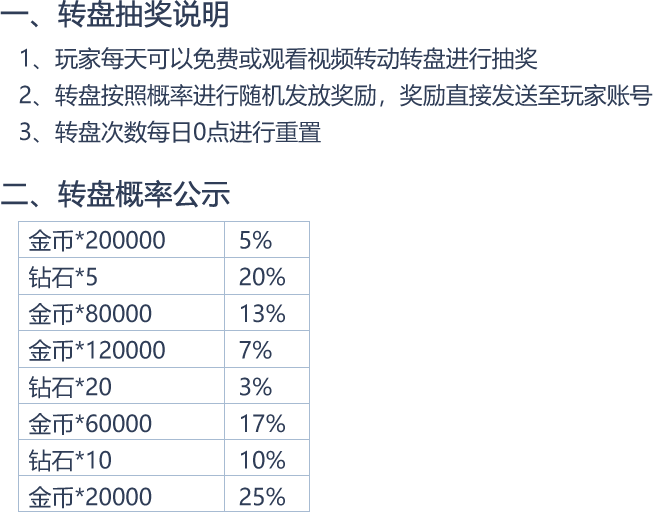 一、转盘抽奖说明
1、玩家每天可以免费或观看视频转动转盘进行抽奖
2、转盘按照概率进行随机发放奖励，奖励直接发送至玩家账号
3、转盘次数每日0点进行重置
二、转盘概率公示
金币*200000 5%
钻石*5 20%
金币*80000 13%
金币*120000 7%
钻石*20 3%
金币*60000 17%
钻石*10 10%
金币*20000 25%